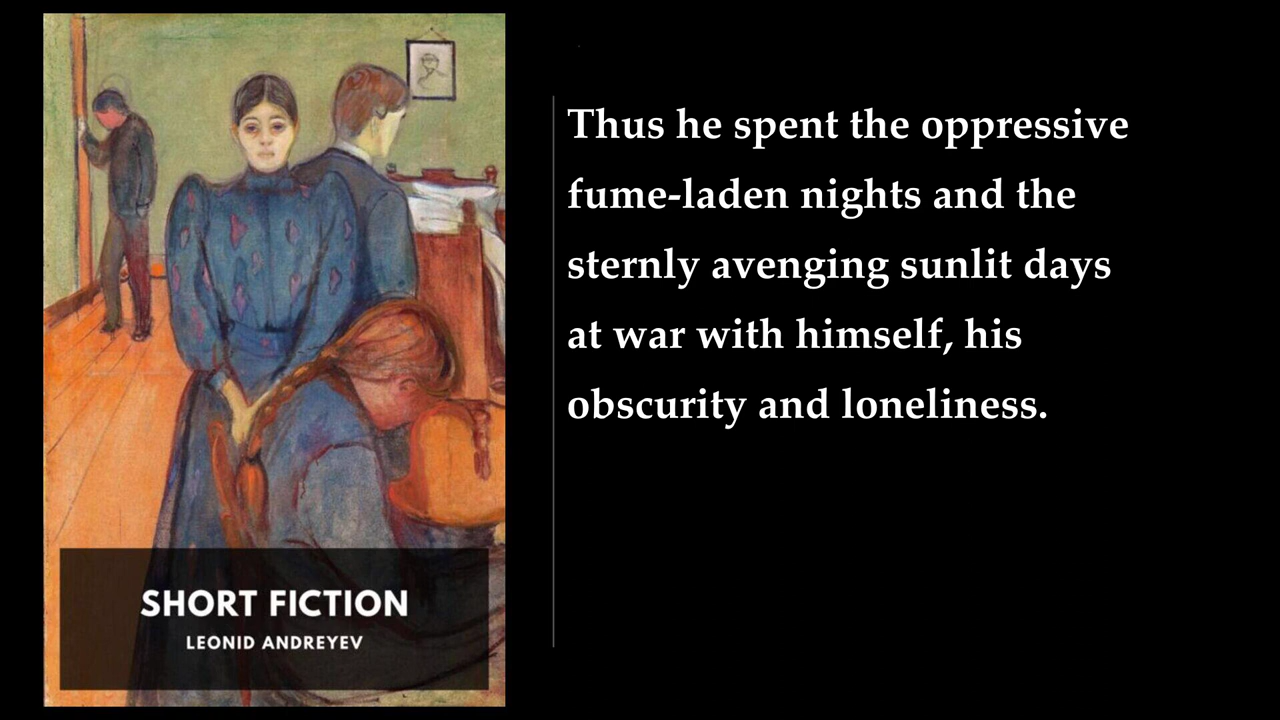 Thus he spent the oppressive
fume-laden nights and the
sternly avenging sunlit days
at war with himself, his
obscurity and loneliness.
SHORT FICTION
LEONID ANDREYEV